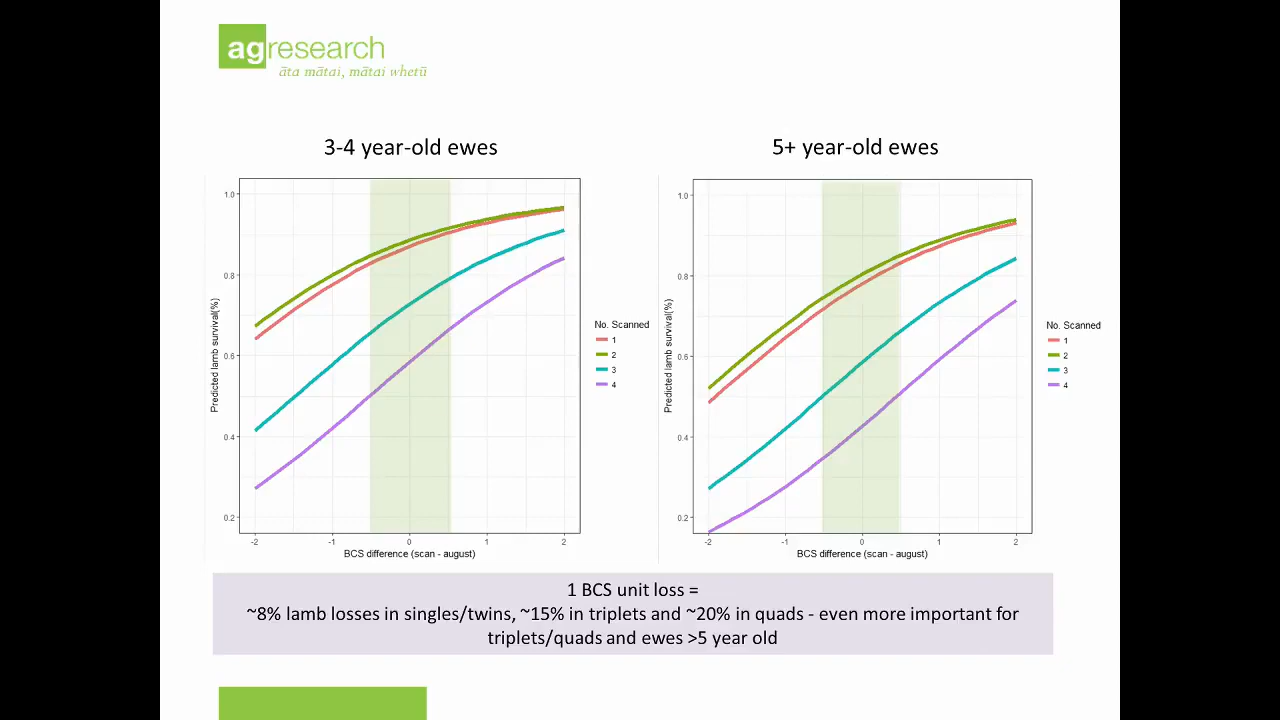 agresearch
āta mātai, mātai whetū
3-4 year-old ewes
1.0
0.8
0.6
0.4
0.2
Predicted lamb survival(%)
-2 -1 0 1 2
BCS difference (scan - august)
No. Scanned
1
2
3
4
5+ year-old ewes
1.0
0.8
0.6
0.4
0.2
Predicted lamb survival(%)
-2 -1 0 1 2
BCS difference (scan - august)
No. Scanned
1
2
3
4
1 BCS unit loss =
~8% lamb losses in singles/twins, ~15% in triplets and ~20% in quads - even more important for
triplets/quads and ewes >5 year old